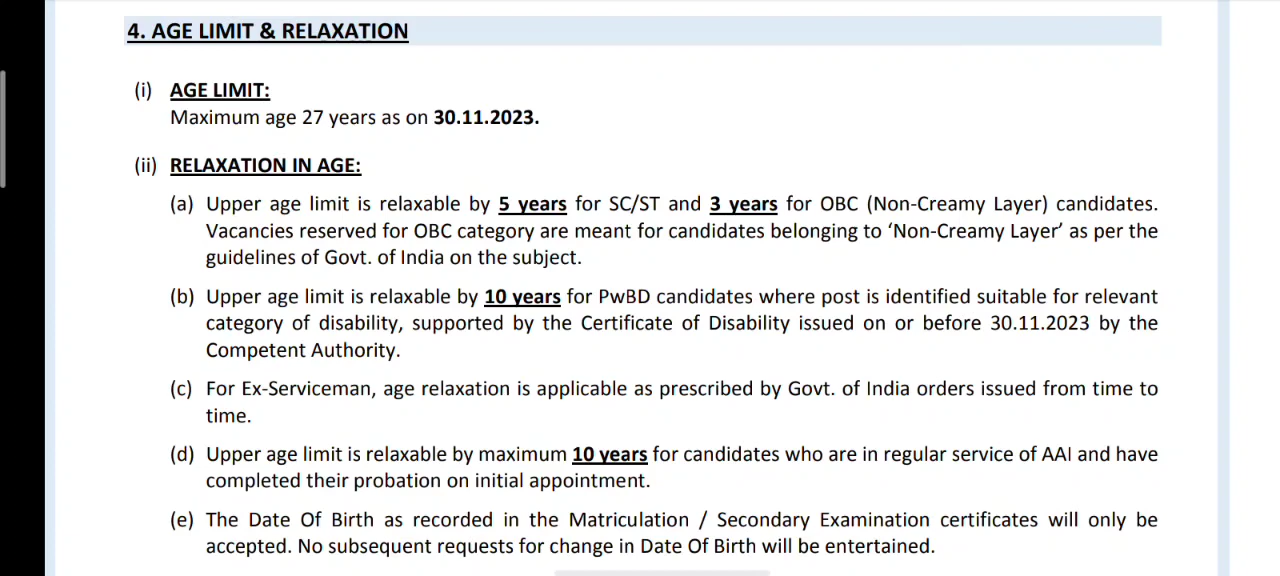 4. AGE LIMIT & RELAXATION
(i) AGE LIMIT:
Maximum age 27 years as on 30.11.2023.
(ii) RELAXATION IN AGE:
(a) Upper age limit is relaxable by 5 years for SC/ST and 3 years for OBC (Non-Creamy Layer) candidates.
Vacancies reserved for OBC category are meant for candidates belonging to ‘Non-Creamy Layer’ as per the
guidelines of Govt. of India on the subject.
(b) Upper age limit is relaxable by 10 years for PwBD candidates where post is identified suitable for relevant
category of disability, supported by the Certificate of Disability issued on or before 30.11.2023 by the
Competent Authority.
(c) For Ex-Serviceman, age relaxation is applicable as prescribed by Govt. of India orders issued from time to
time.
(d) Upper age limit is relaxable by maximum 10 years for candidates who are in regular service of AAI and have
completed their probation on initial appointment.
(e) The Date Of Birth as recorded in the Matriculation / Secondary Examination certificates will only be
accepted. No subsequent requests for change in Date Of Birth will be entertained.